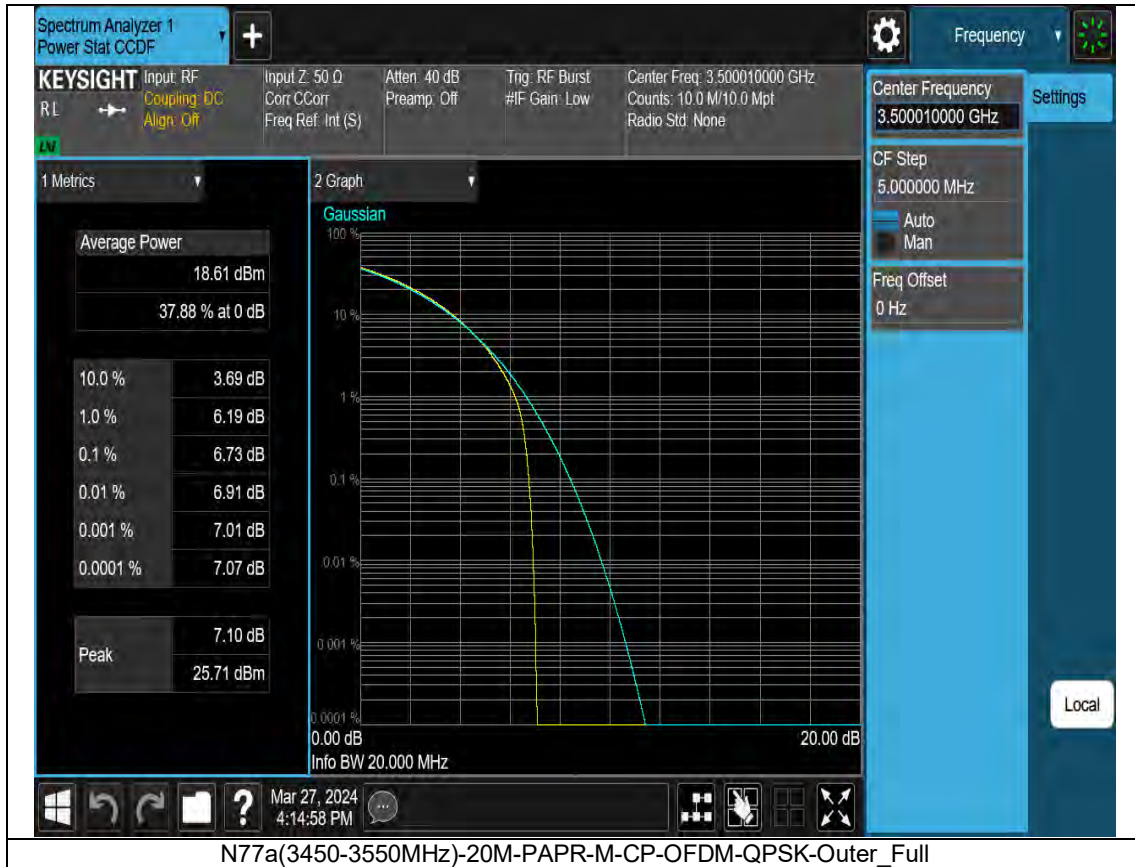 Spectrum Analyzer 1
Power Stat CCDF
Frequency
KEYSIGHT
RL
Input: RF
Coupling: DC
Align: Off
Input Z: 50 Ω
Corr CCorr
Freq Ref: Int (S)
Atten: 40 dB
Preamp: Off
Trig: RF Burst
#IF Gain: Low
Center Freq: 3.500010000 GHz
Counts: 10.0 M/10.0 Mpt
Radio Std: None
Center Frequency
3.500010000 GHz
Settings
CF Step
5.000000 MHz
Auto
Man
Freq Offset
0 Hz
Local
1 Metrics
Average Power
18.61 dBm
37.88 % at 0 dB
10.0 % 3.69 dB
1.0 % 6.19 dB
0.1 % 6.73 dB
0.01 % 6.91 dB
0.001 % 7.01 dB
0.0001 % 7.07 dB
Peak
7.10 dB
25.71 dBm
2 Graph
Gaussian
100 %
10 %
1 %
0.1 %
0.01 %
0.001 %
0.0001 %
0.00 dB 20.00 dB
Info BW 20.000 MHz
?
Mar 27, 2024
4:14:58 PM
N77a(3450-3550MHz)-20M-PAPR-M-CP-OFDM-QPSK-Outer_Full